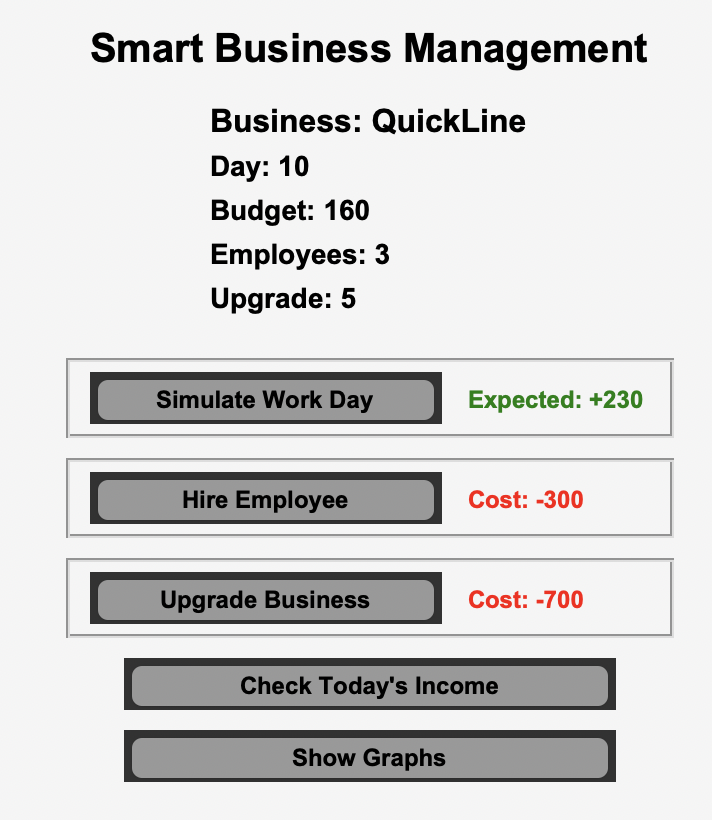 Smart Business Management
Business: QuickLine
Day: 10
Budget: 160
Employees: 3
Upgrade: 5
Simulate Work Day Expected: +230
Hire Employee Cost: -300
Upgrade Business Cost: -700
Check Today's Income
Show Graphs